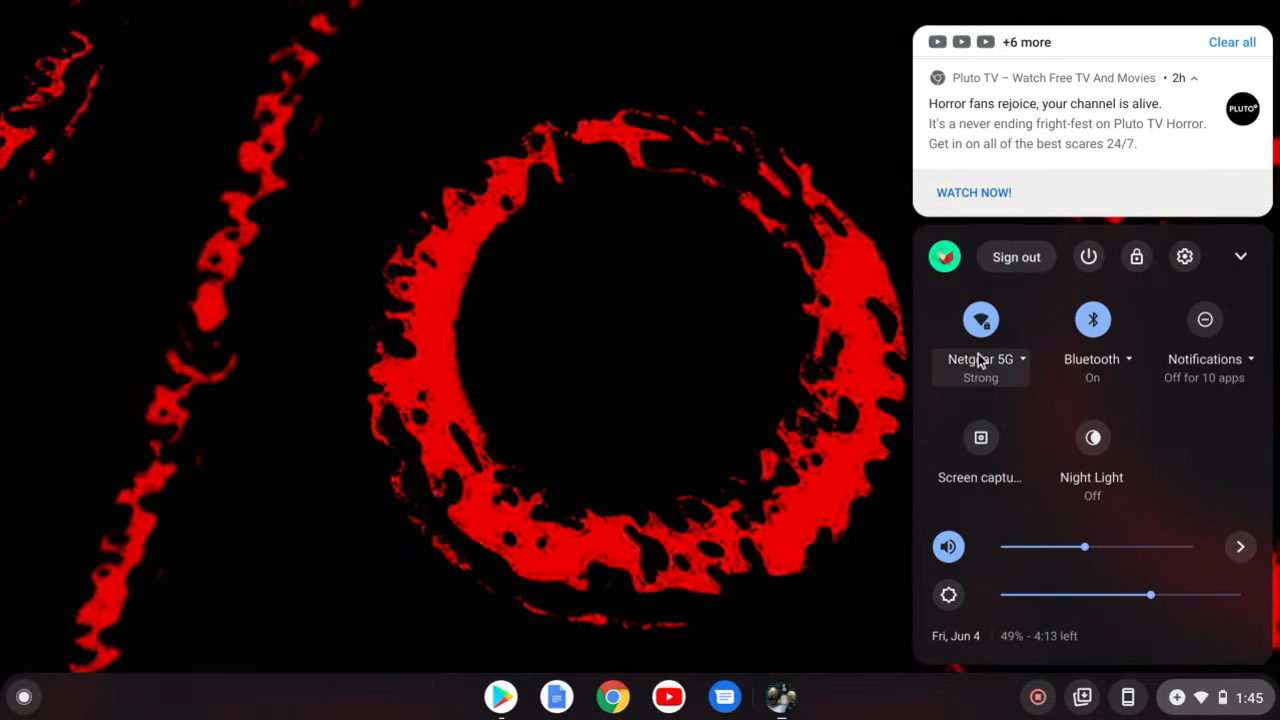 +6 more Clear all
Pluto TV – Watch Free TV And Movies • 2h
Horror fans rejoice, your channel is alive.
PLUTO
It's a never ending fright-fest on Pluto TV Horror.
Get in on all of the best scares 24/7.
WATCH NOW!
Sign out
Netgear 5G Bluetooth Notifications
Strong On Off for 10 apps
Screen captu... Night Light
Off
Fri, Jun 4 49% - 4:13 left
1:45